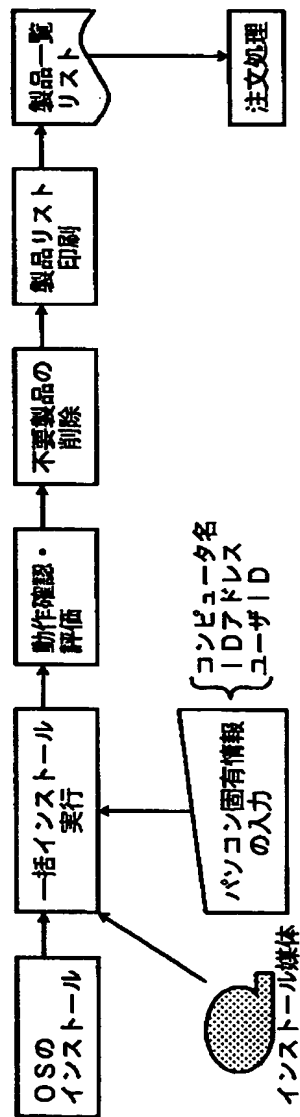 OSの
インストール
一括インストール
実行
動作確認・
評価
不要製品の
削除
製品リスト
印刷
製品一覧
リスト
注文処理
パソコン固有情報
の入力
コンピュータ名
IDアドレス
ユーザID
インストール媒体